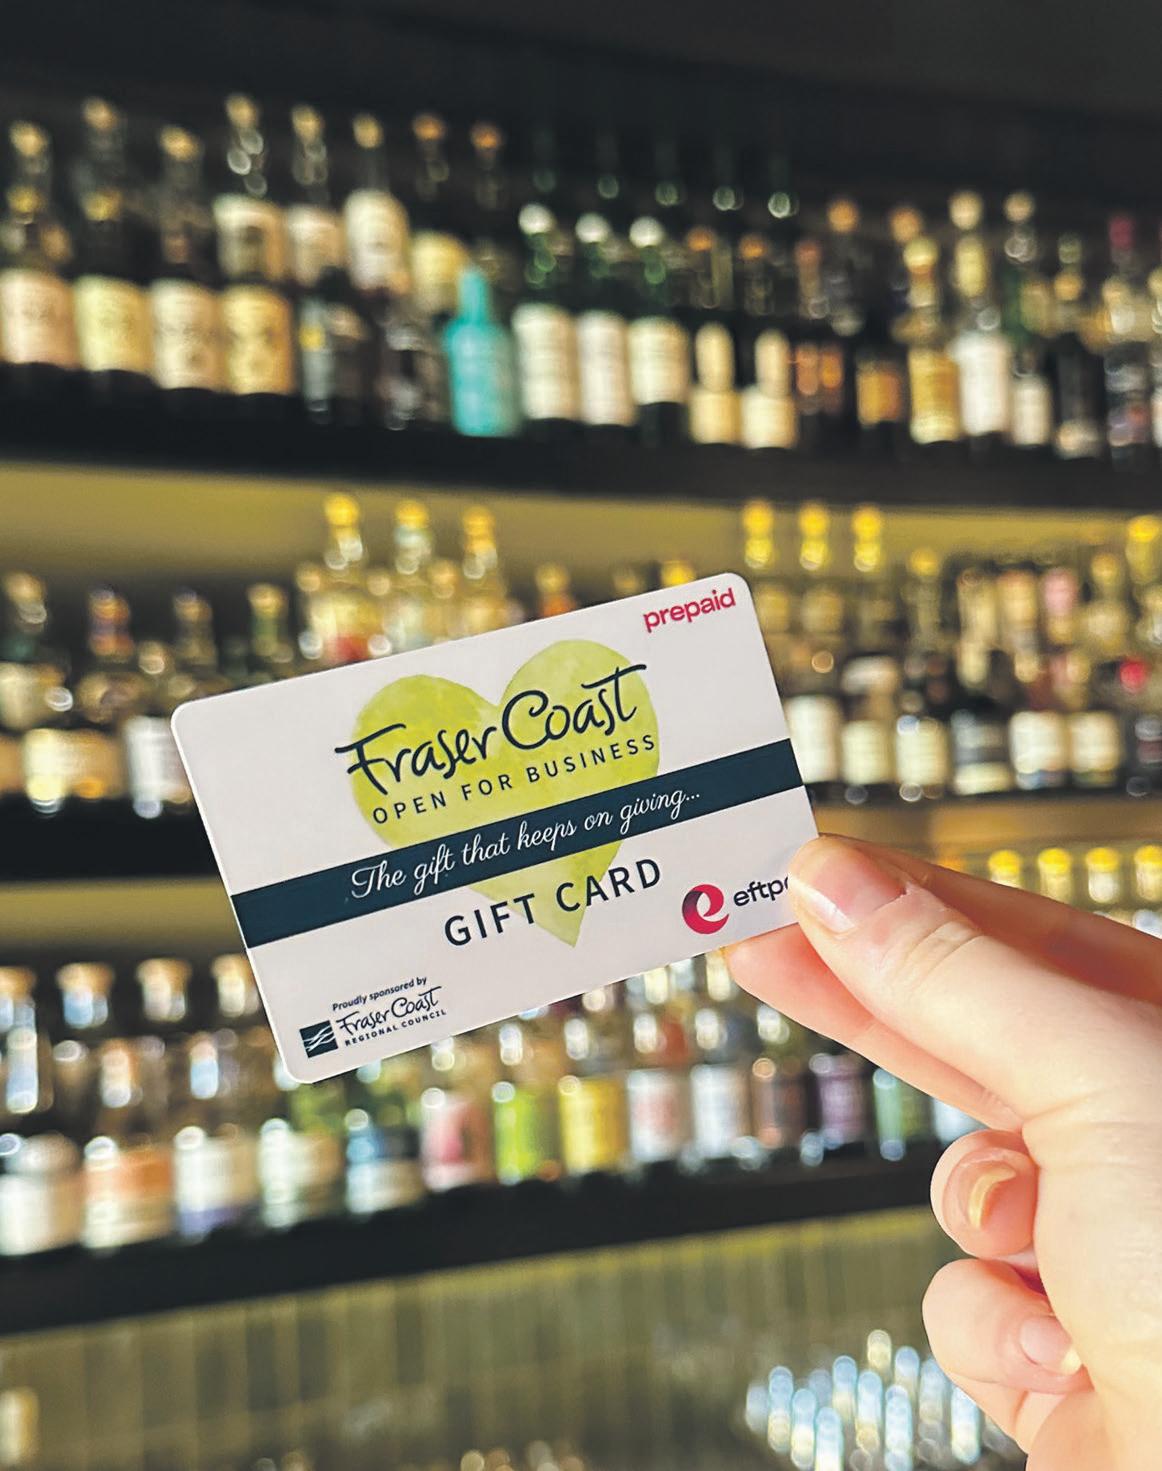 prepaid
Fraser Coast
OPEN FOR BUSINESS
The gift that keeps on giving...
GIFT CARD
eftp
Proudly sponsored by
Fraser Coast
REGIONAL COUNCIL